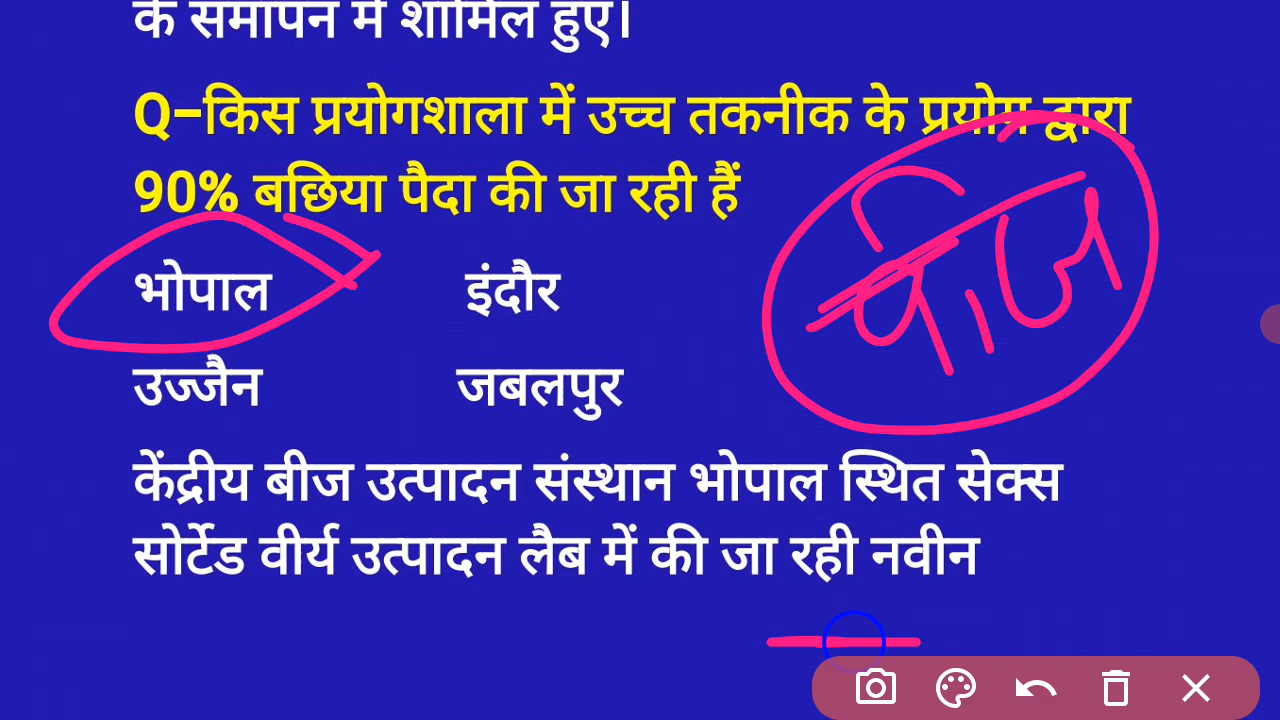 के समापन में शामिल हुए।
Q-किस प्रयोगशाला में उच्च तकनीक के प्रयोग द्वारा
90% बछिया पैदा की जा रही हैं
भोपाल इंदौर
उज्जैन जबलपुर
केंद्रीय बीज उत्पादन संस्थान भोपाल स्थित सेक्स
सोर्टेड वीर्य उत्पादन लैब में की जा रही नवीन